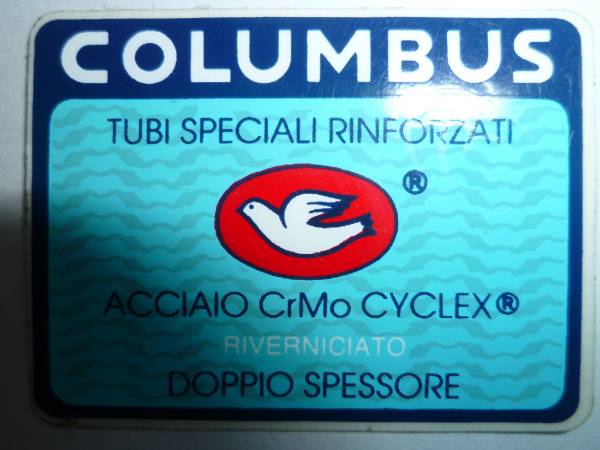 COLUMBUS
TUBI SPECIALI RINFORZATI
®
ACCIAIO CrMo CYCLEX®
RIVERNICIATO
DOPPIO SPESSORE